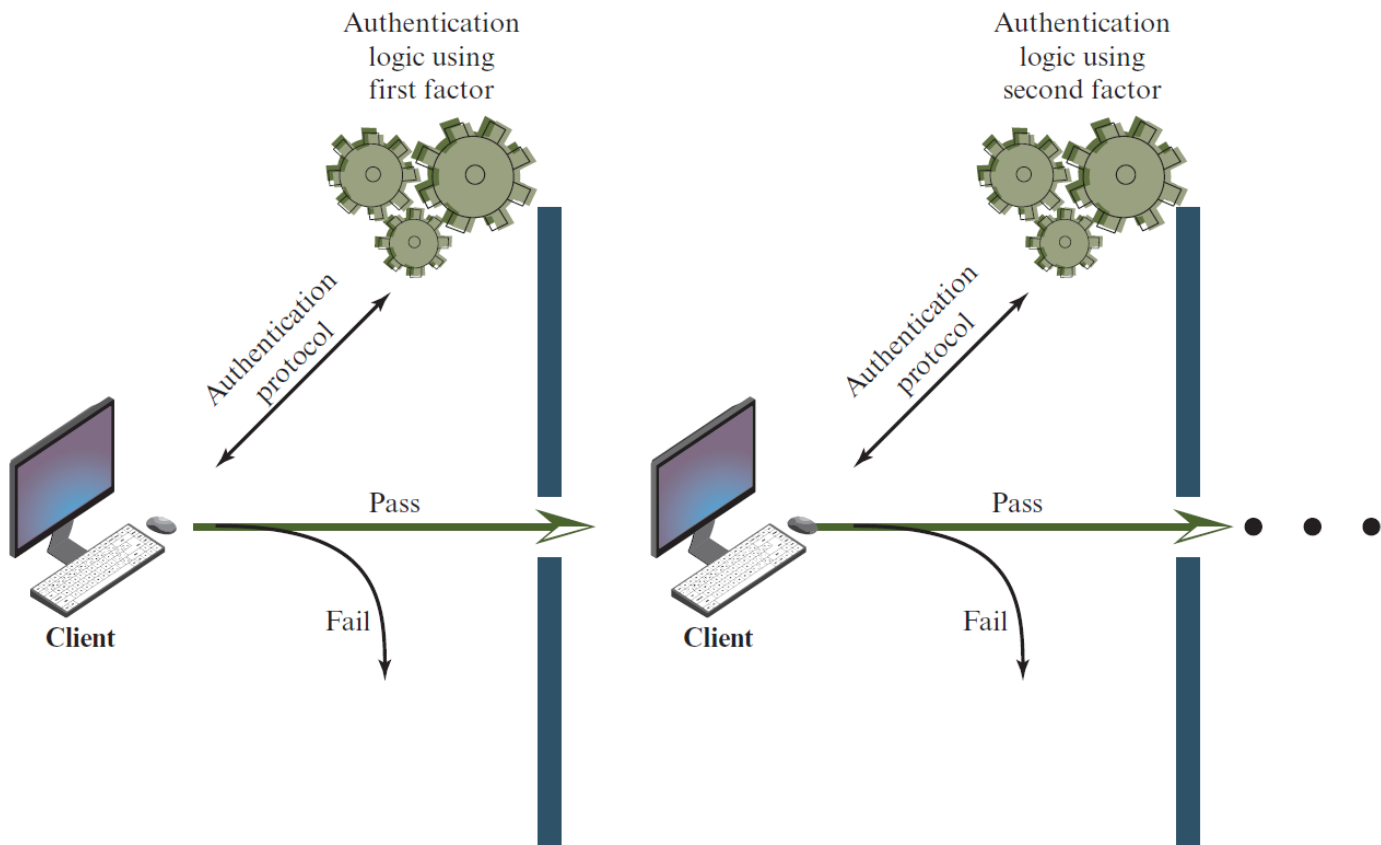 Authentication
logic using
first factor
Authentication
logic using
second factor
Authentication
protocol
Authentication
protocol
Pass
Pass
Fail
Fail
Client
Client